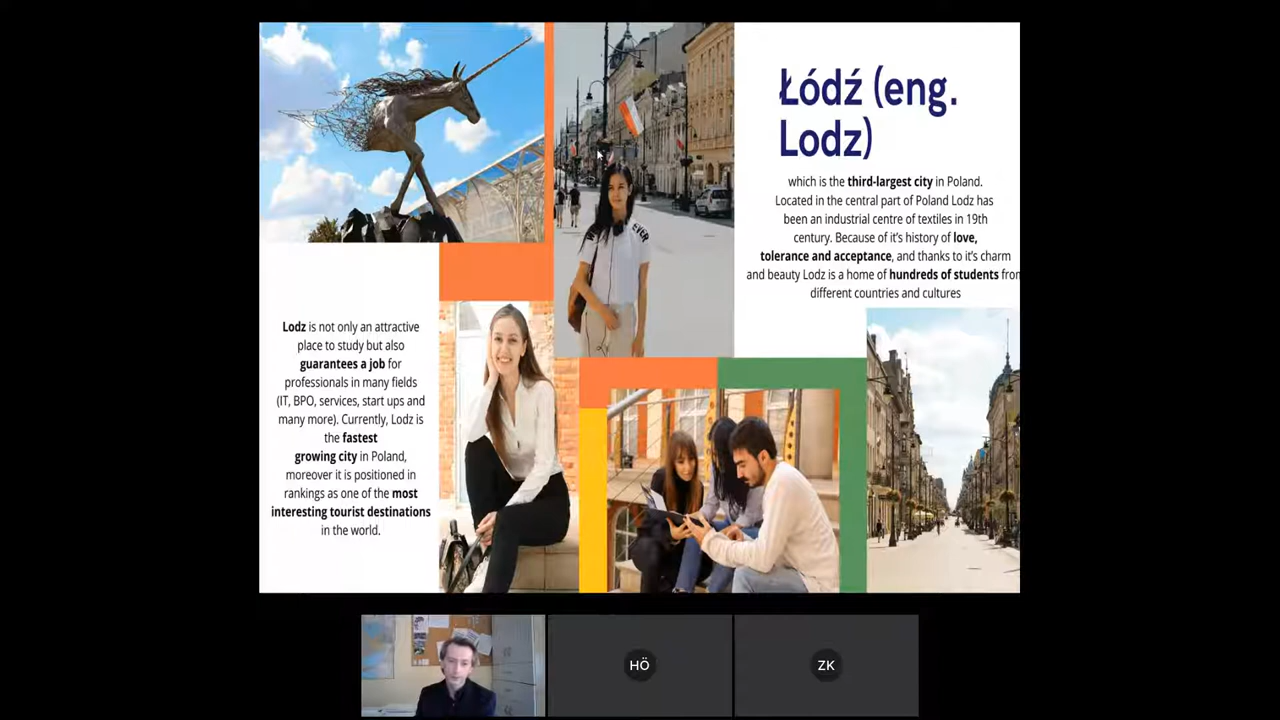 Łódź (eng.
Lodz)
which is the third-largest city in Poland.
Located in the central part of Poland Lodz has
been an industrial centre of textiles in 19th
century. Because of it's history of love,
tolerance and acceptance, and thanks to it's charm
and beauty Lodz is a home of hundreds of students from
different countries and cultures
EVER
Lodz is not only an attractive
place to study but also
guarantees a job for
professionals in many fields
(IT, BPO, services, start ups and
many more). Currently, Lodz is
the fastest
growing city in Poland,
moreover it is positioned in
rankings as one of the most
interesting tourist destinations
in the world.
HÖ
ZK